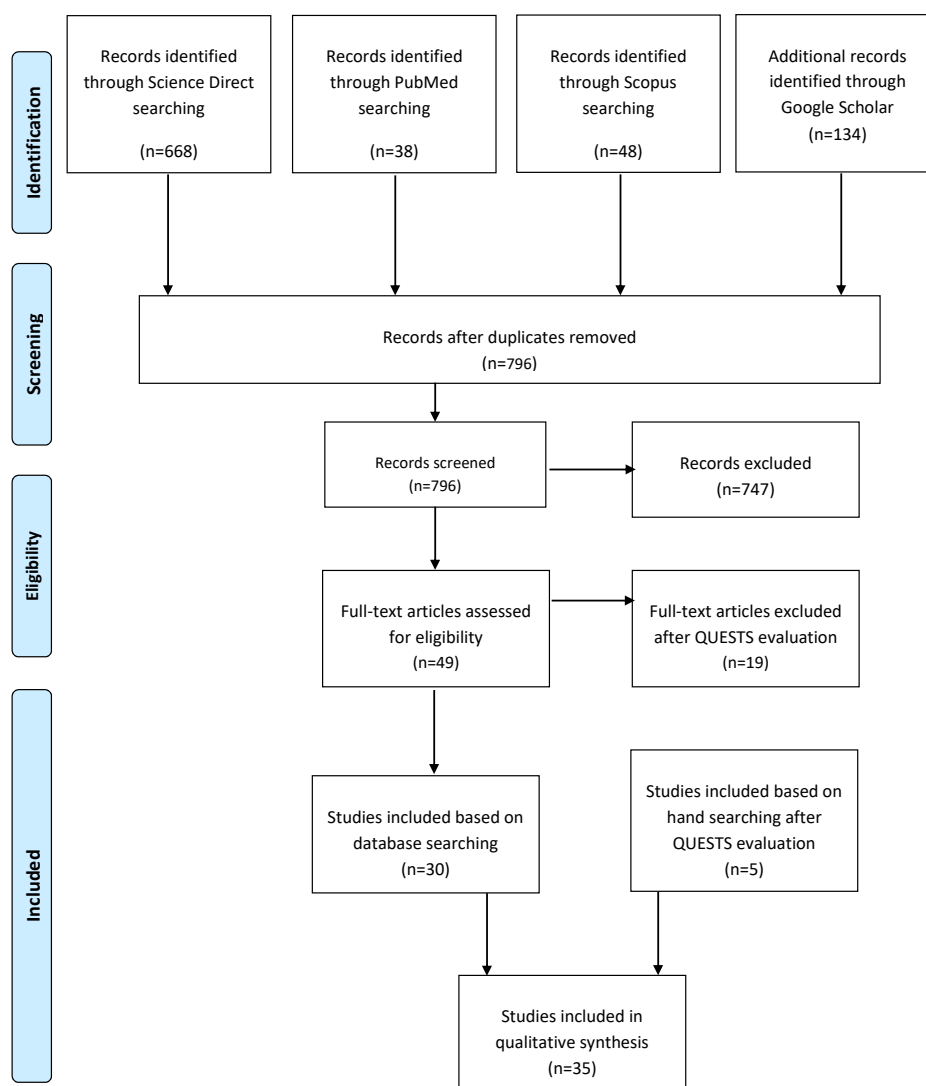 Identification
Records identified
through Science Direct
searching
(n=668)
Records identified
through PubMed
searching
(n=38)
Records identified
through Scopus
searching
(n=48)
Additional records
identified through
Google Scholar
(n=134)
Screening
Records after duplicates removed
(n=796)
Records screened
(n=796)
Records excluded
(n=747)
Eligibility
Full-text articles assessed
for eligibility
(n=49)
Full-text articles excluded
after QUESTS evaluation
(n=19)
Included
Studies included based on
database searching
(n=30)
Studies included based on
hand searching after
QUESTS evaluation
(n=5)
Studies included in
qualitative synthesis
(n=35)